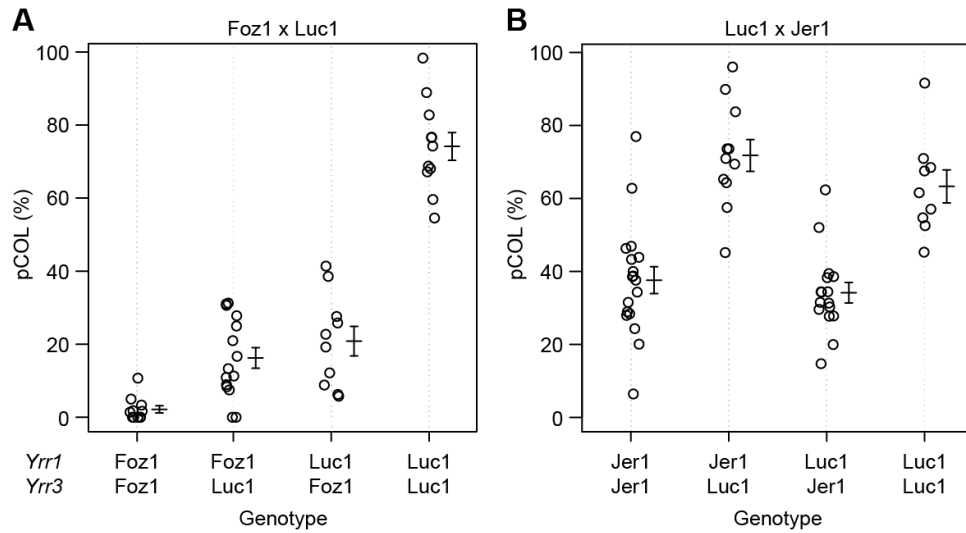 A
Foz1 x Luc1
pCOL (%)
100
80
60
40
20
0
Yrr1 Foz1 Foz1 Luc1 Luc1
Yrr3 Foz1 Luc1 Foz1 Luc1
Genotype
B
Luc1 x Jer1
pCOL (%)
100
80
60
40
20
0
Jer1 Jer1 Luc1 Luc1
Jer1 Luc1 Jer1 Luc1
Genotype